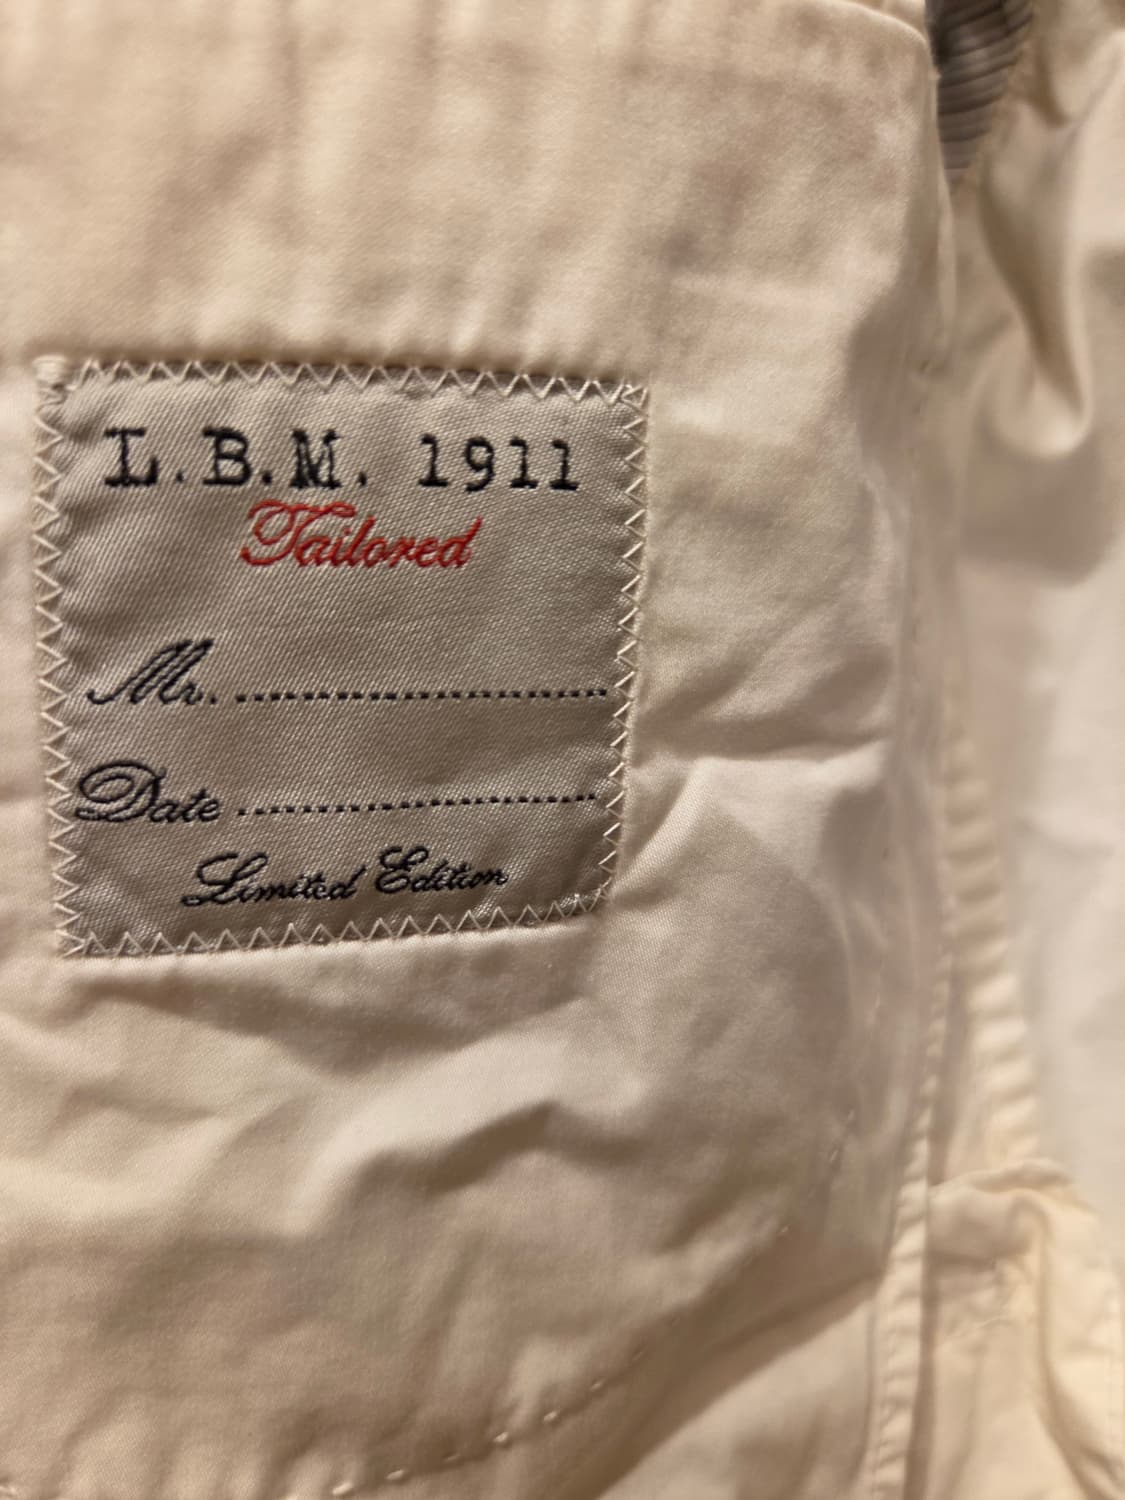 L.B.M. 1911
Tailored
Mr. ........................................
Date ........................................
Limited Edition